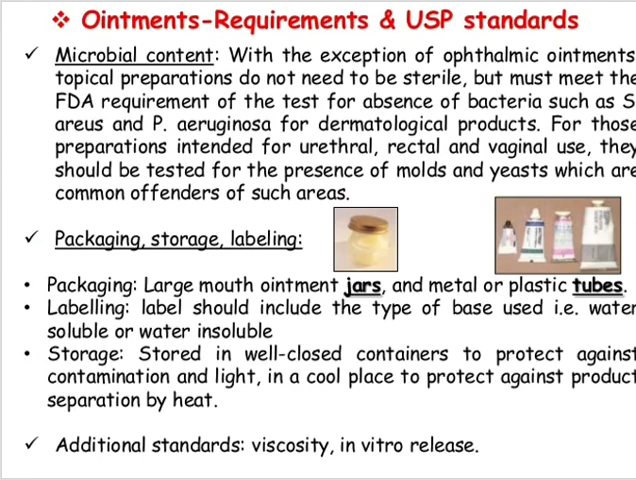 ❖ Ointments-Requirements & USP standards
✓ Microbial content: With the exception of ophthalmic ointments
topical preparations do not need to be sterile, but must meet the
FDA requirement of the test for absence of bacteria such as S
areus and P. aeruginosa for dermatological products. For those
preparations intended for urethral, rectal and vaginal use, they
should be tested for the presence of molds and yeasts which are
common offenders of such areas.
✓ Packaging, storage, labeling:
• Packaging: Large mouth ointment jars, and metal or plastic tubes.
• Labelling: label should include the type of base used i.e. water
soluble or water insoluble
• Storage: Stored in well-closed containers to protect against
contamination and light, in a cool place to protect against product
separation by heat.
✓ Additional standards: viscosity, in vitro release.